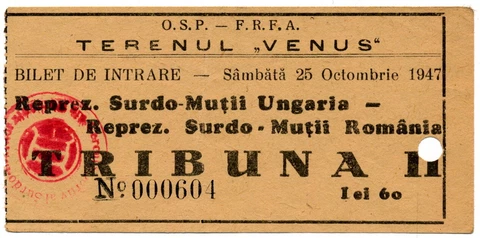 O.S.P. — F.R.F.A.
TERENUL „VENUS“
BILET DE INTRARE — Sâmbătă 25 Octombrie 1947
Reprez. Surdo-Muții Ungaria —
Reprez. Surdo-Muții România
TRIBUNA II
Nº 000604
lei 60